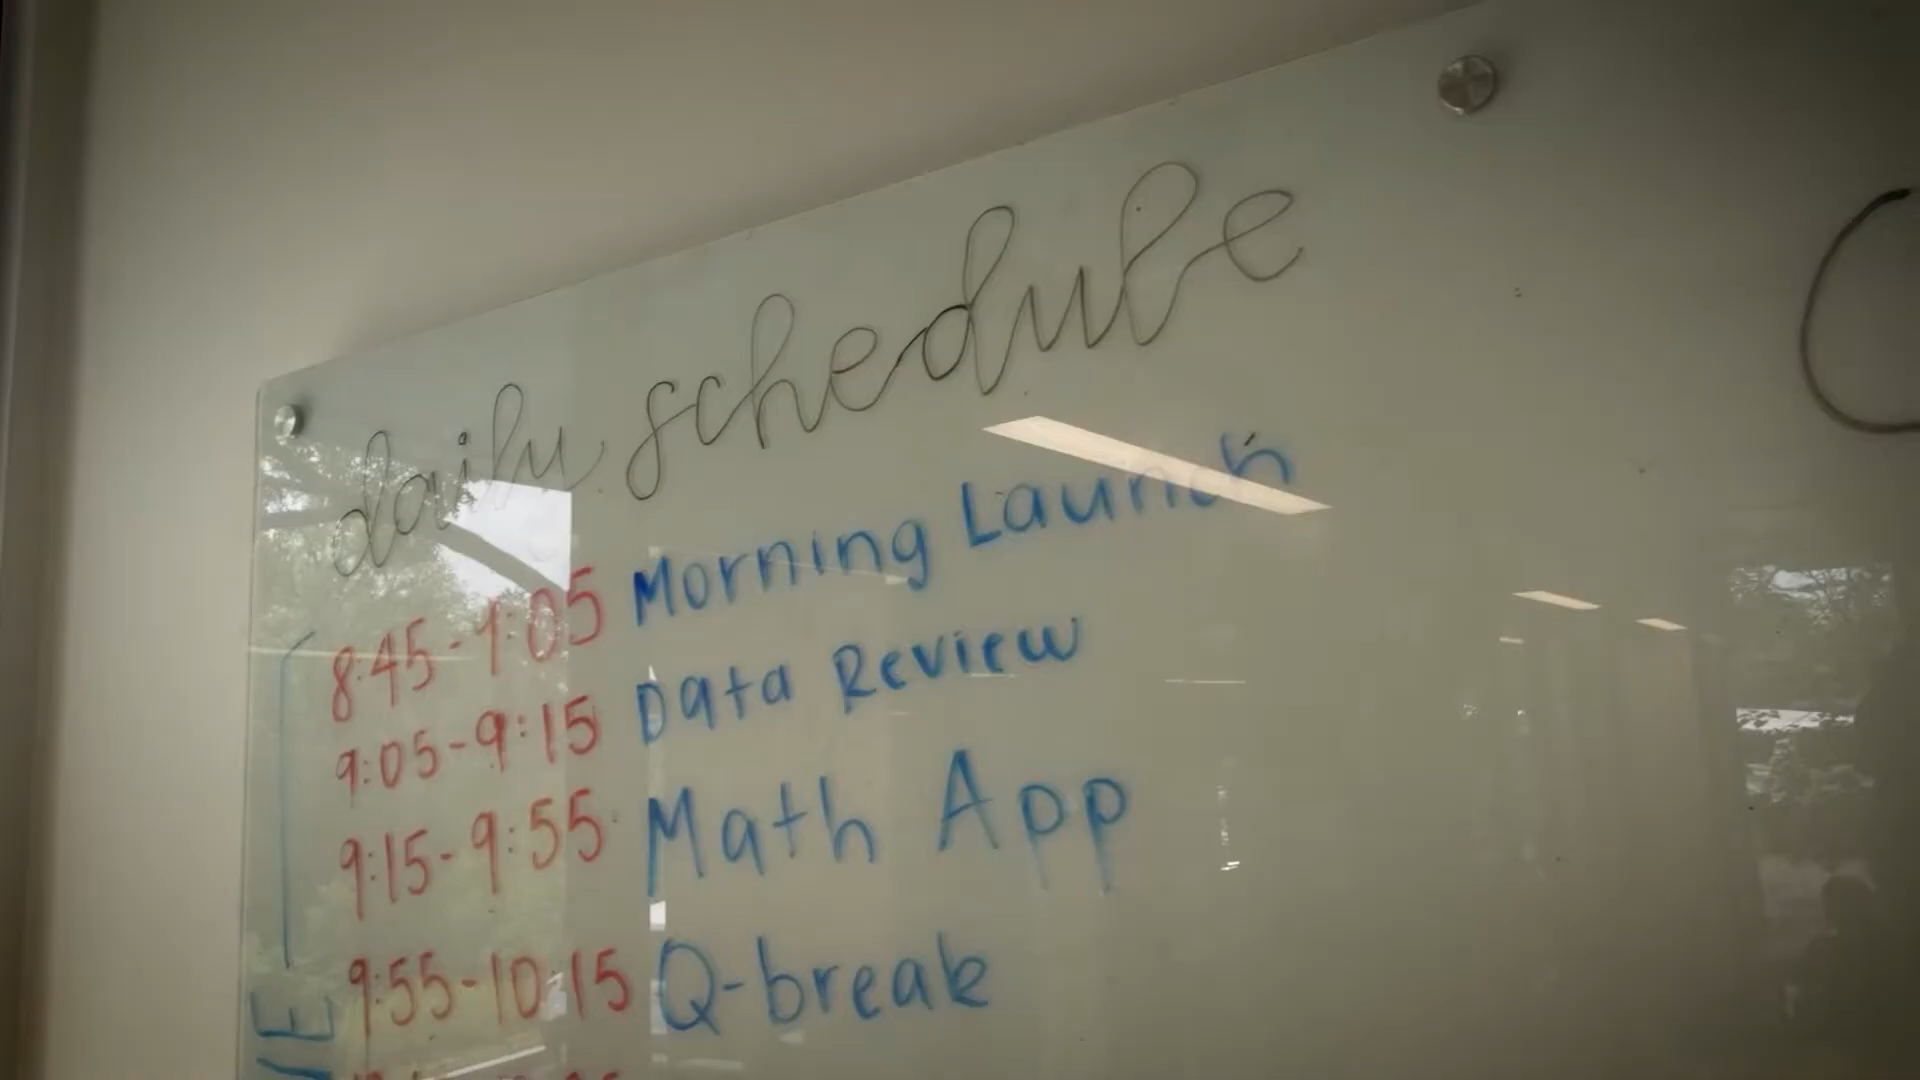 daily schedule
8:45-9:05 Morning Launch
9:05-9:15 Data Review
9:15-9:55 Math App
9:55-10:15 Q-break